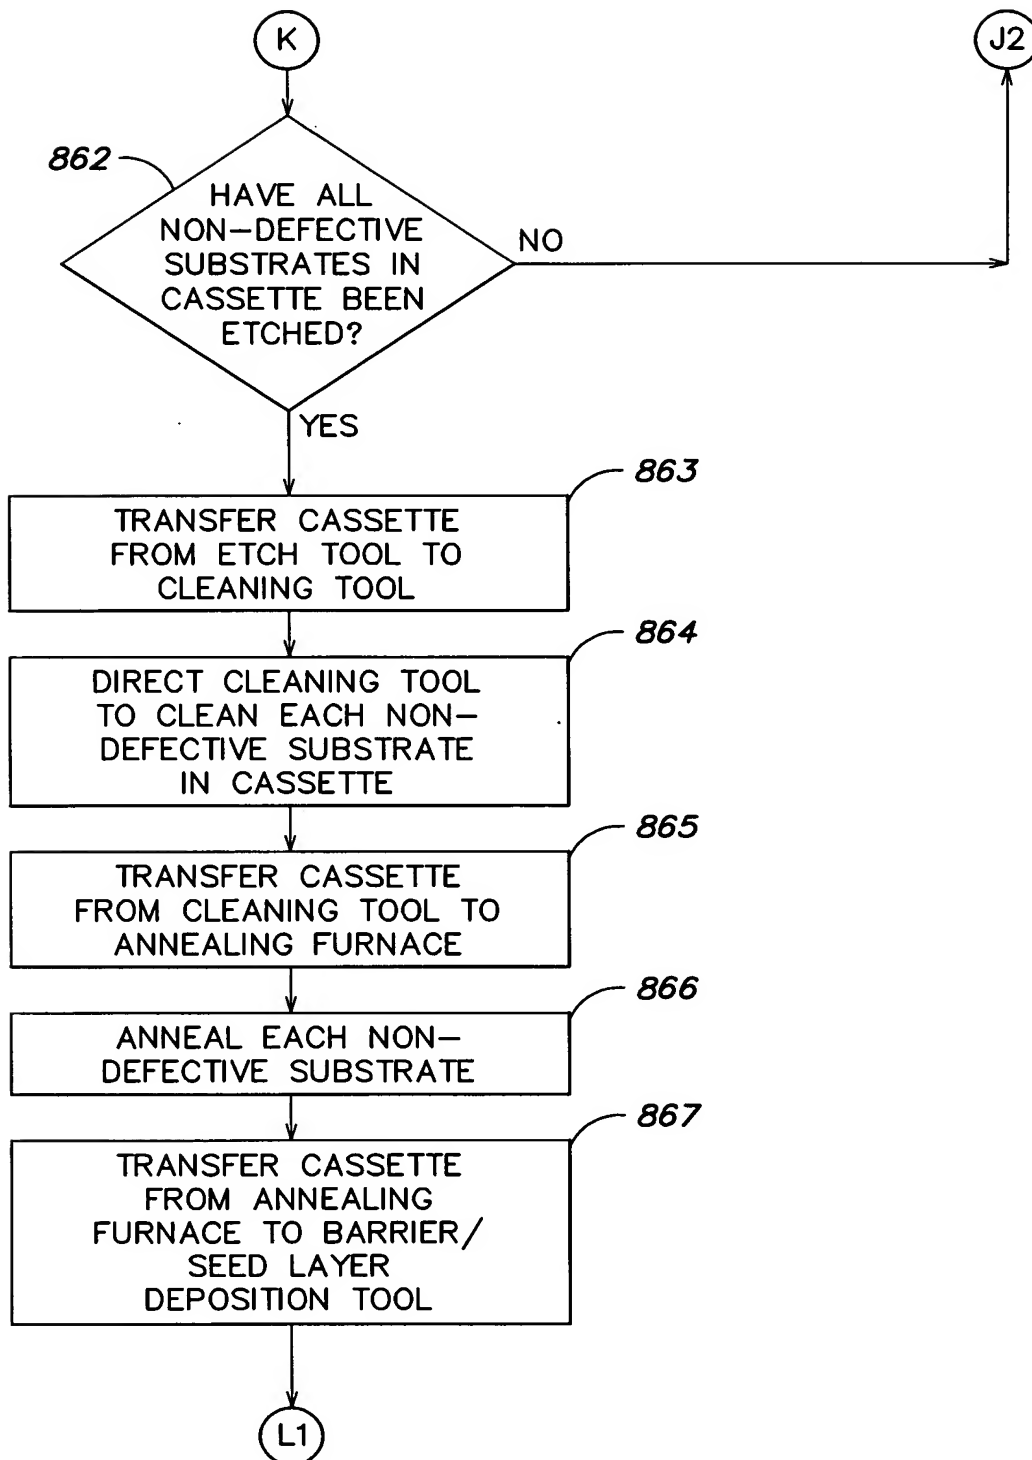 K
J2
862
HAVE ALL
NON-DEFECTIVE
SUBSTRATES IN
CASSETTE BEEN
ETCHED?
NO
YES
863
TRANSFER CASSETTE
FROM ETCH TOOL TO
CLEANING TOOL
864
DIRECT CLEANING TOOL
TO CLEAN EACH NON-
DEFECTIVE SUBSTRATE
IN CASSETTE
865
TRANSFER CASSETTE
FROM CLEANING TOOL TO
ANNEALING FURNACE
866
ANNEAL EACH NON-
DEFECTIVE SUBSTRATE
867
TRANSFER CASSETTE
FROM ANNEALING
FURNACE TO BARRIER/
SEED LAYER
DEPOSITION TOOL
L1